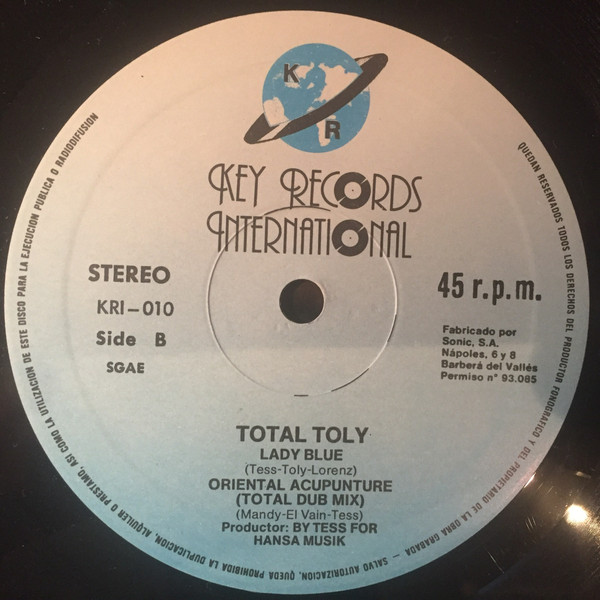 K
R
KEY RECORDS
INTERNATIONAL
STEREO
KRI-010
Side B
SGAE
45 r.p.m.
Fabricado por
Sonic, S.A.
Nápoles, 6 y 8
Barberá del Vallés
Permiso n° 93.085
TOTAL TOLY
LADY BLUE
(Tess-Toly-Lorenz)
ORIENTAL ACUPUNTURE
(TOTAL DUB MIX)
(Mandy-El Vain-Tess)
Productor: BY TESS FOR
HANSA MUSIK
QUEDAN RESERVADOS TODOS LOS DERECHOS DEL PRODUCTOR FONOGRAFICO Y DEL PROPIETARIO DE LA OBRA GRABADA — SALVO AUTORIZACION, QUEDA PROHIBIDA LA DUPLICACION, ALQUILER O PRESTAMO, ASI COMO LA UTILIZACION DE ESTE DISCO PARA LA EJECUCION PUBLICA O RADIODIFUSION